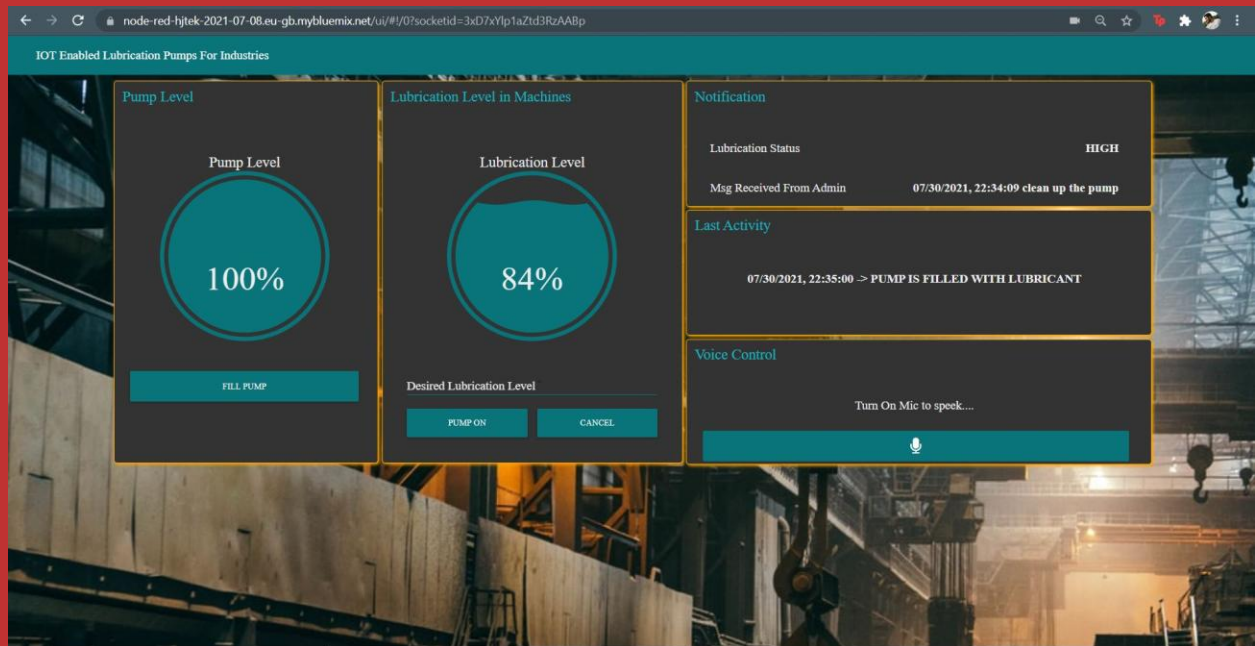 node-red-hjtek-2021-07-08.eu-gb.mybluemix.net/ui/#!/0?socketid=3xD7xYlp1aZtd3RzAABp
IOT Enabled Lubrication Pumps For Industries
Pump Level
Pump Level
100%
FILL PUMP
Lubrication Level in Machines
Lubrication Level
84%
Desired Lubrication Level
PUMP ON CANCEL
Notification
Lubrication Status HIGH
Msg Received From Admin 07/30/2021, 22:34:09 clean up the pump
Last Activity
07/30/2021, 22:35:00 -> PUMP IS FILLED WITH LUBRICANT
Voice Control
Turn On Mic to speek....